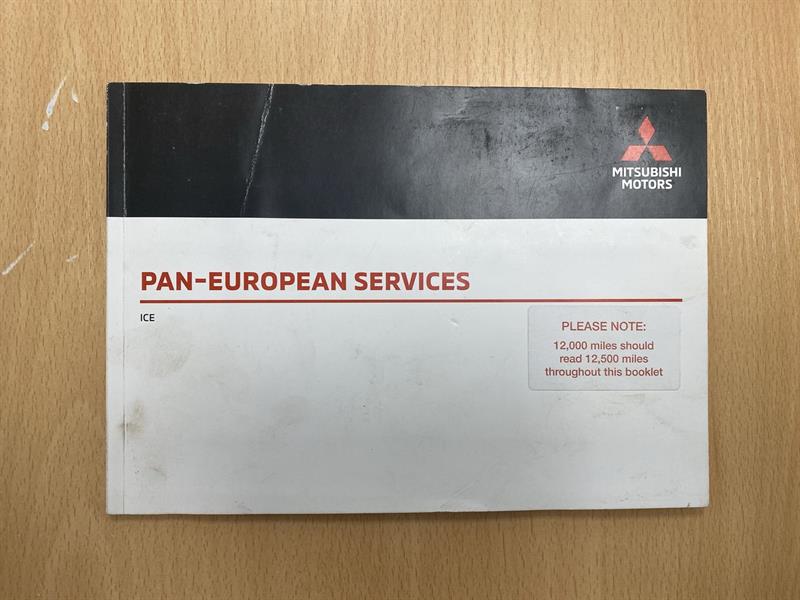 MITSUBISHI
MOTORS
PAN-EUROPEAN SERVICES
ICE
PLEASE NOTE:
12,000 miles should
read 12,500 miles
throughout this booklet